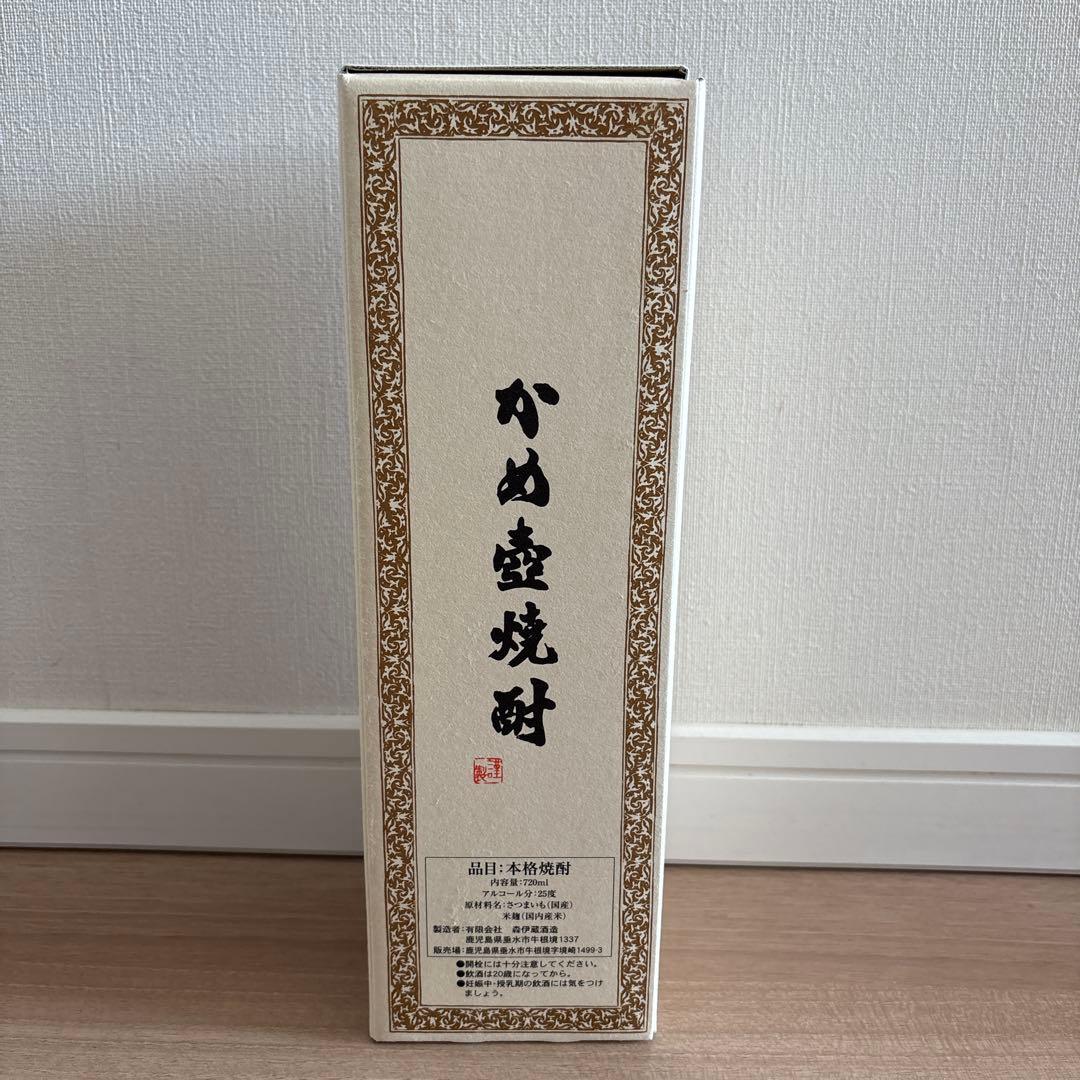 かめ壺焼酎
謹製
品目:本格焼酎
内容量:720ml
アルコール分:25度
原材料名:さつまいも(国産)
米麹(国内産米)
製造者:有限会社 森伊蔵酒造
鹿児島県垂水市牛根境1337
販売場:鹿児島県垂水市牛根境字境崎1499-3
●開栓には十分注意してください。
●飲酒は20歳になってから。
●妊娠中・授乳期の飲酒には気をつけ
ましょう。